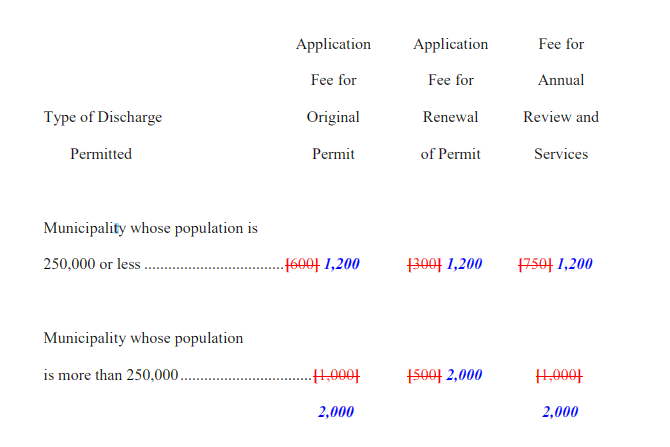 Application Application Fee for
Fee for Fee for Annual
Type of Discharge Original Renewal Review and
Permitted Permit of Permit Services
Municipality whose population is
250,000 or less ..................................... [600] 1,200 [300] 1,200 [750] 1,200
Municipality whose population
is more than 250,000................................... [1,000] [500] 2,000 [1,000]
2,000 2,000